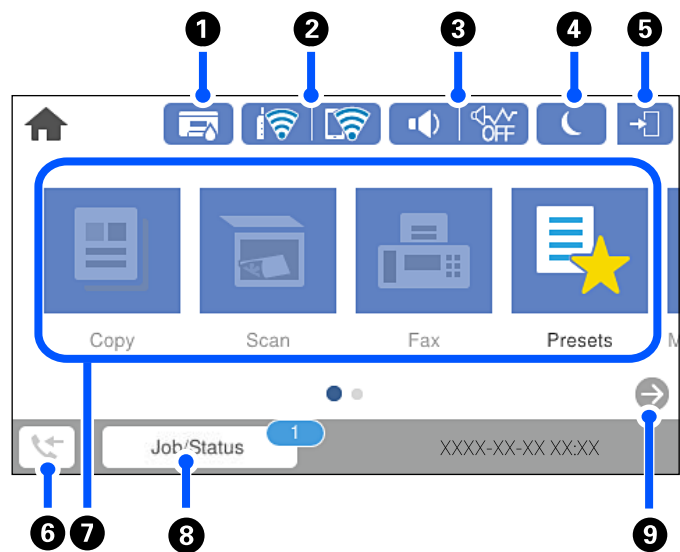 1 2 3 4 5
OFF
Copy Scan Fax Presets M
1
Job/Status XXXX-XX-XX XX:XX
6 7 8 9